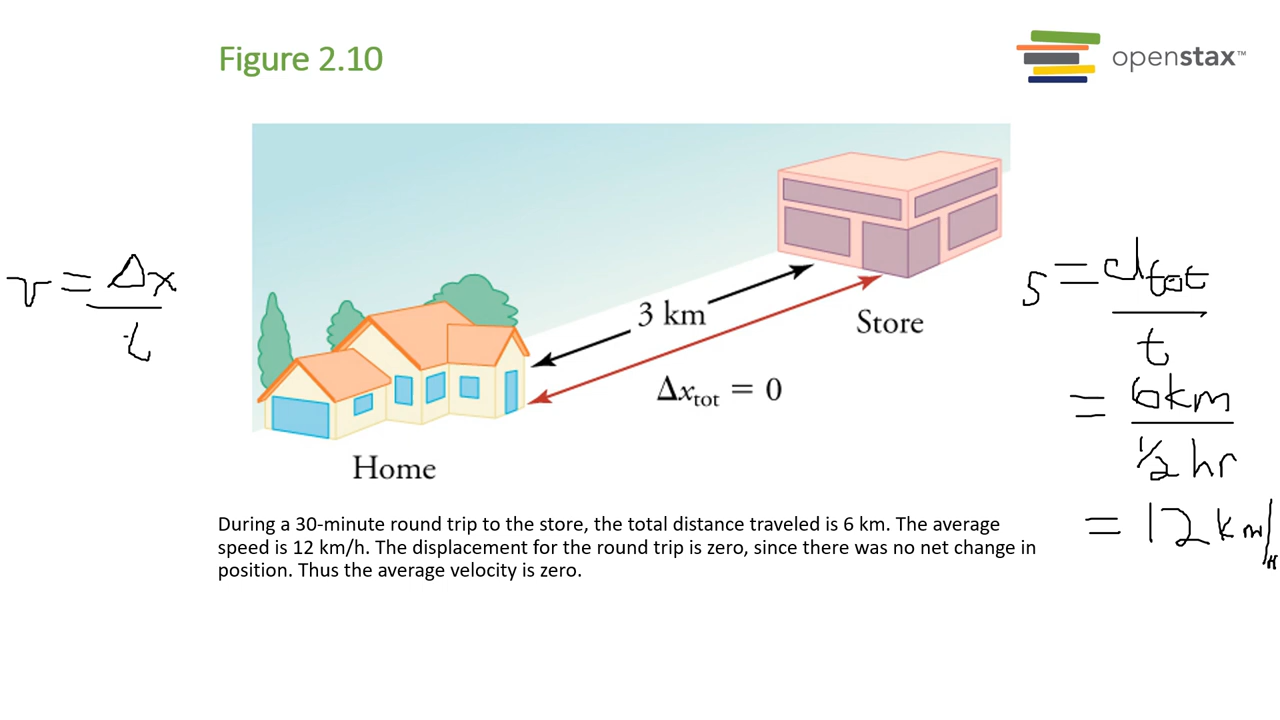 Figure 2.10
openstax™
v = Δx
t
3 km
Δxtot = 0
Home
Store
s = dtot
t
= 6km
½ hr
= 12 km/H
During a 30-minute round trip to the store, the total distance traveled is 6 km. The average
speed is 12 km/h. The displacement for the round trip is zero, since there was no net change in
position. Thus the average velocity is zero.